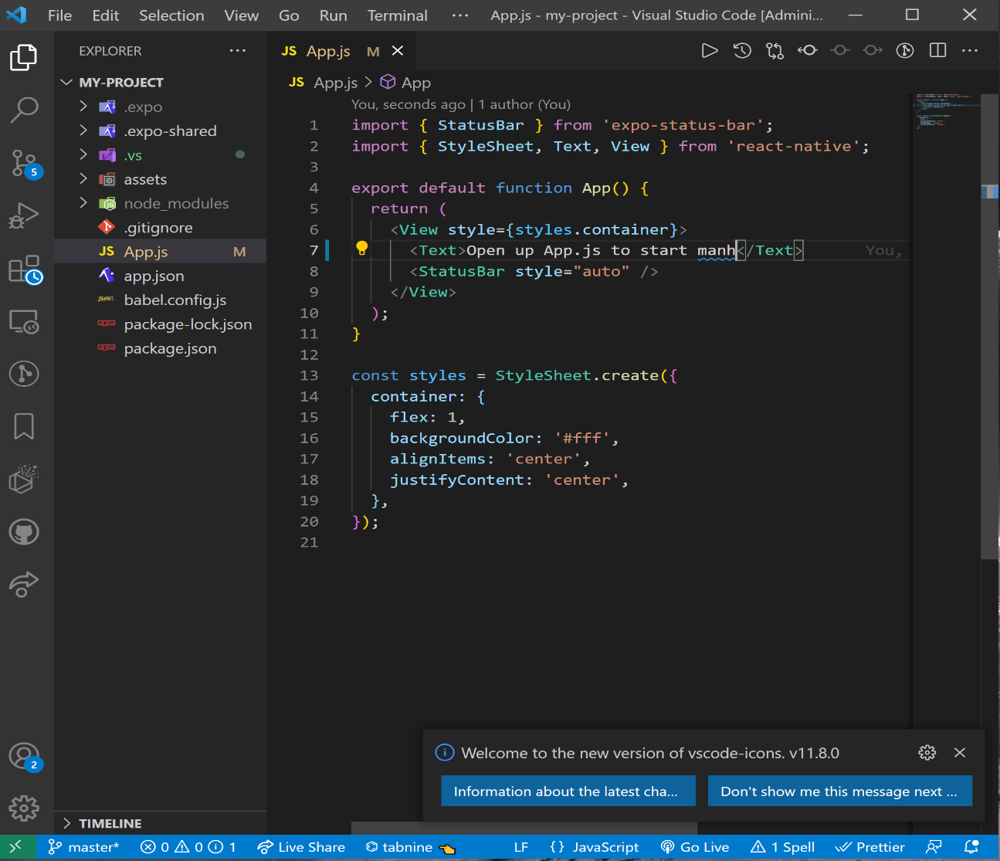 File Edit Selection View Go Run Terminal ··· App.js - my-project - Visual Studio Code [Admini...
EXPLORER ···
MY-PROJECT
.expo
.expo-shared
.vs
assets
node_modules
.gitignore
JS App.js M
app.json
BABEL babel.config.js
npm package-lock.json
npm package.json
TIMELINE
JS App.js M
JS App.js > App
You, seconds ago | 1 author (You)
1 import { StatusBar } from 'expo-status-bar';
2 import { StyleSheet, Text, View } from 'react-native';
3
4 export default function App() {
5 return (
6 <View style={styles.container}>
7 <Text>Open up App.js to start manh</Text> You,
8 <StatusBar style="auto" />
9 </View>
10 );
11 }
12
13 const styles = StyleSheet.create({
14 container: {
15 flex: 1,
16 backgroundColor: '#fff',
17 alignItems: 'center',
18 justifyContent: 'center',
19 },
20 });
21
5
2
Welcome to the new version of vscode-icons. v11.8.0
Information about the latest cha...
Don't show me this message next ...
master* 0 0 1 Live Share tabnine LF {} JavaScript Go Live 1 Spell Prettier